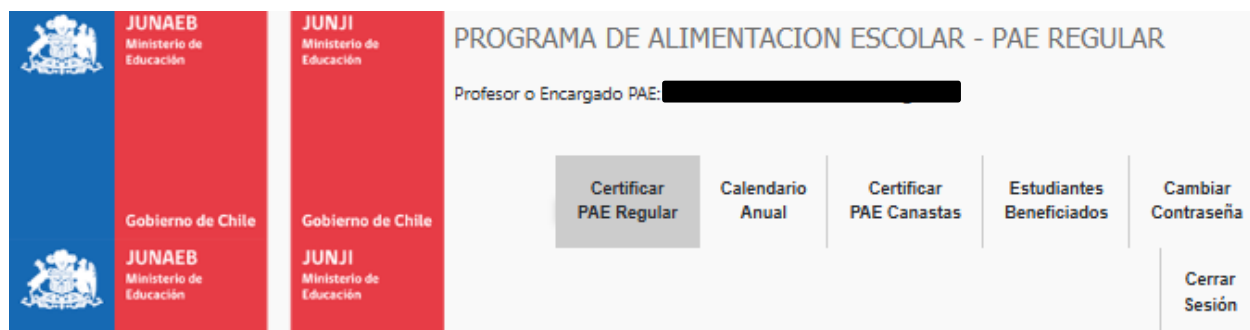 JUNAEB
Ministerio de
Educación
Gobierno de Chile
JUNJI
Ministerio de
Educación
Gobierno de Chile
PROGRAMA DE ALIMENTACION ESCOLAR - PAE REGULAR
Profesor o Encargado PAE:
Certificar
PAE Regular
Calendario
Anual
Certificar
PAE Canastas
Estudiantes
Beneficiados
Cambiar
Contraseña
JUNAEB
Ministerio de
Educación
JUNJI
Ministerio de
Educación
Cerrar
Sesión